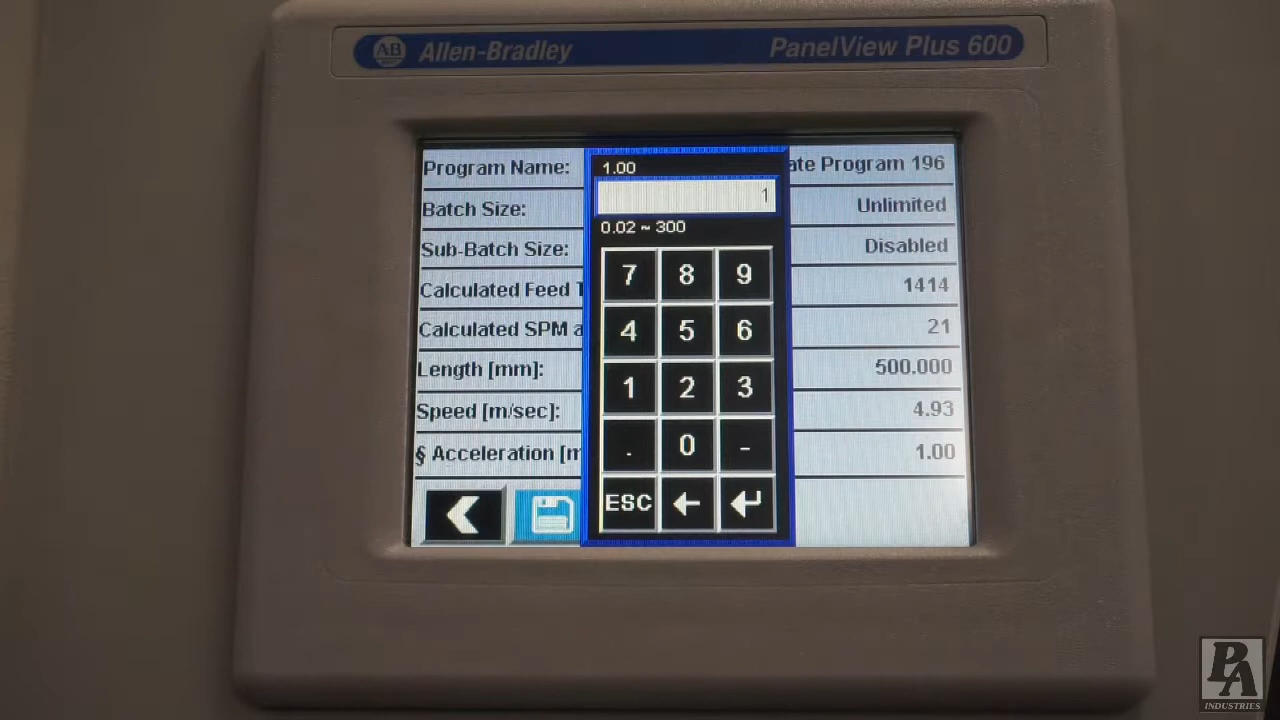 AB Allen-Bradley PanelView Plus 600
Program Name: ate Program 196
Batch Size: Unlimited
Sub-Batch Size: Disabled
Calculated Feed 1414
Calculated SPM a 21
Length [mm]: 500.000
Speed [m/sec]: 4.93
§ Acceleration [m 1.00
1.00
1
0.02 ~ 300
7 8 9
4 5 6
1 2 3
. 0 -
ESC ← ↵
PA
INDUSTRIES